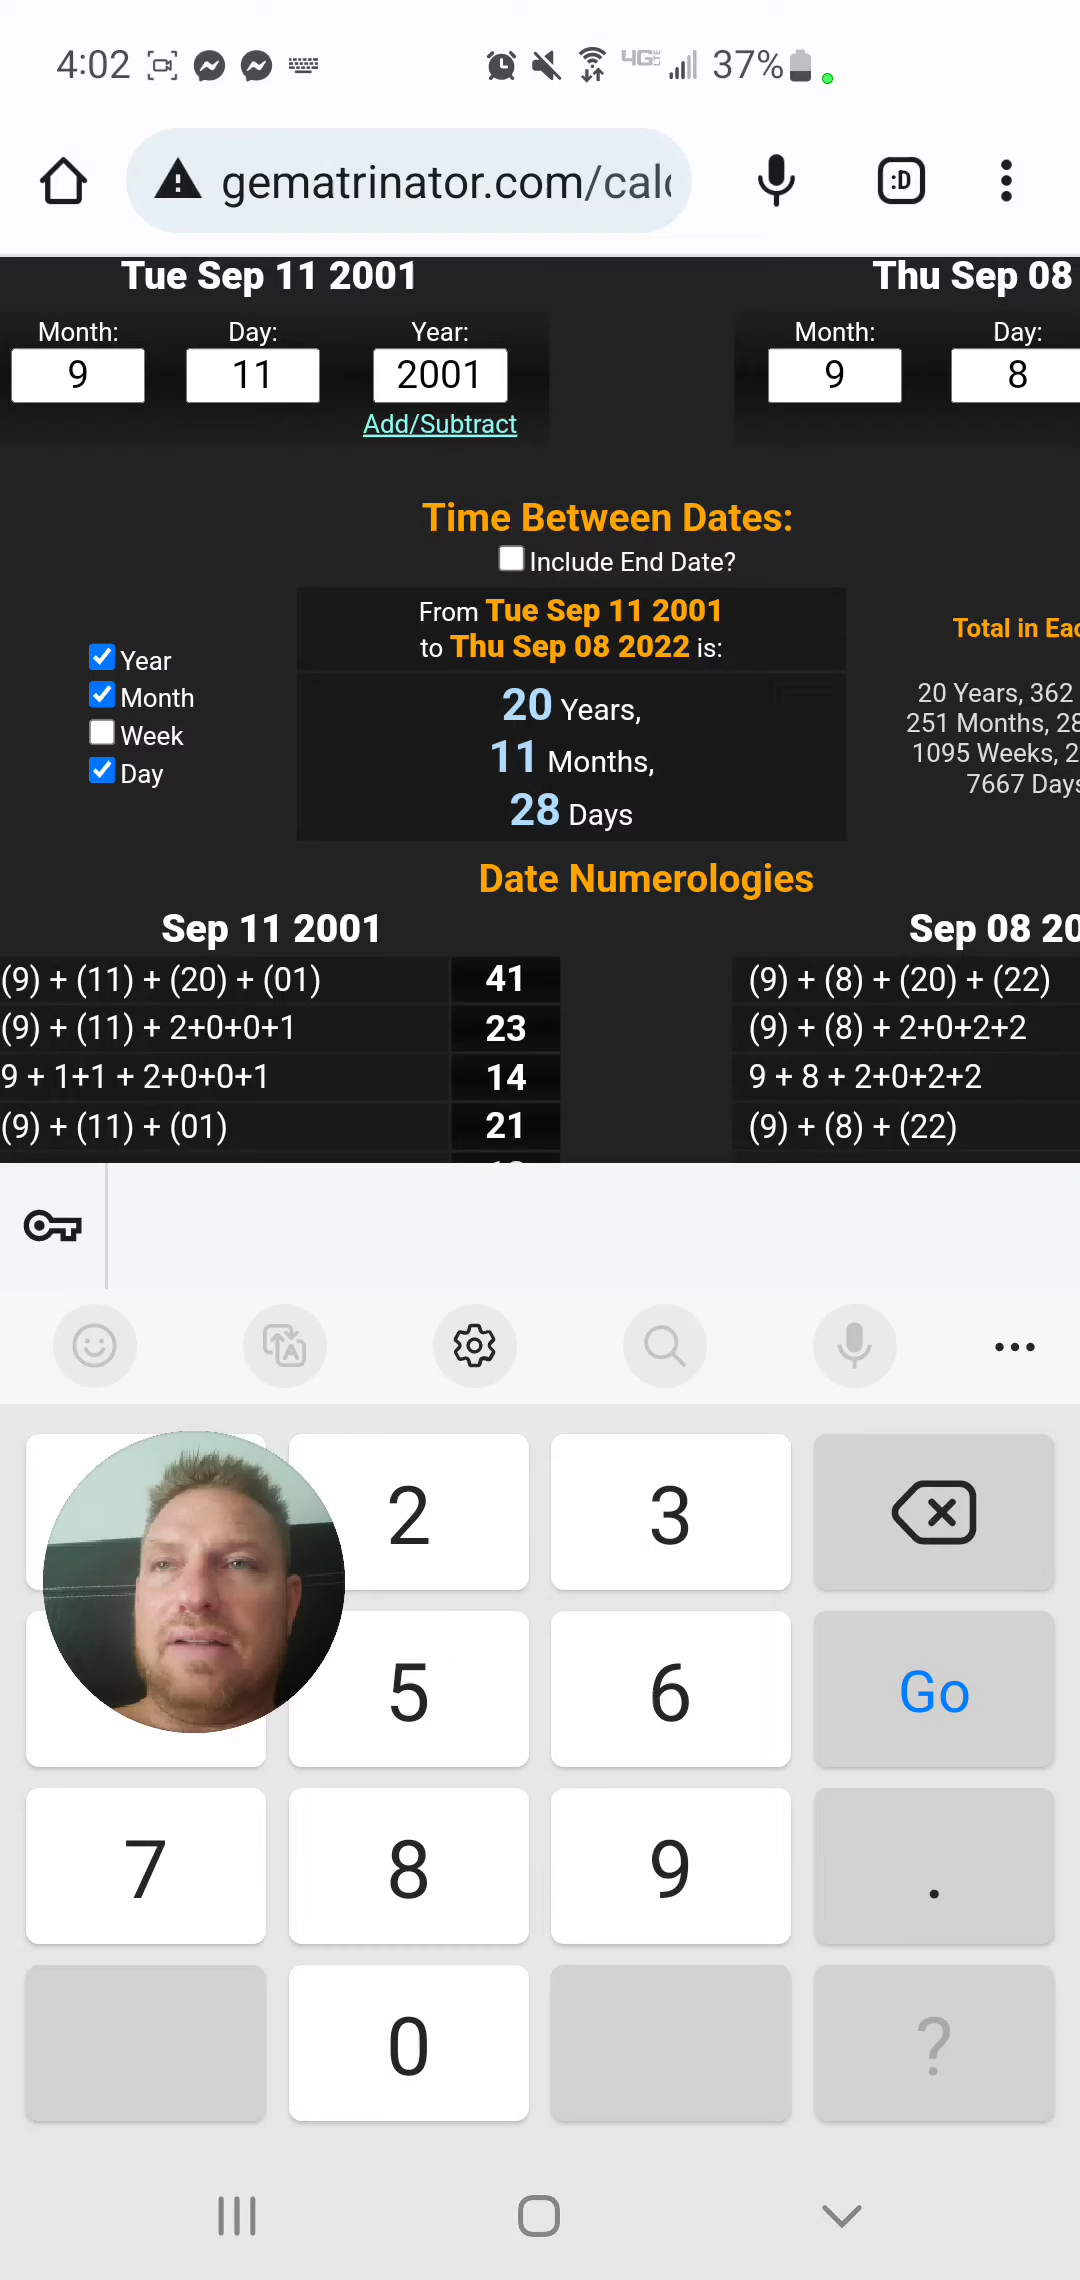 4:02
4G LTE 37%
gematrinator.com/calc
:D
Tue Sep 11 2001
Thu Sep 08
Month: Day: Year:
9 11 2001
Add/Subtract
Month: Day:
9 8
Time Between Dates:
Include End Date?
From Tue Sep 11 2001
to Thu Sep 08 2022 is:
Year
Month
Week
Day
20 Years,
11 Months,
28 Days
Total in Eac
20 Years, 362
251 Months, 28
1095 Weeks, 2
7667 Days
Date Numerologies
Sep 11 2001
(9) + (11) + (20) + (01) 41
(9) + (11) + 2+0+0+1 23
9 + 1+1 + 2+0+0+1 14
(9) + (11) + (01) 21
Sep 08 20
(9) + (8) + (20) + (22)
(9) + (8) + 2+0+2+2
9 + 8 + 2+0+2+2
(9) + (8) + (22)
2 3
5 6 Go
7 8 9 .
0 ?